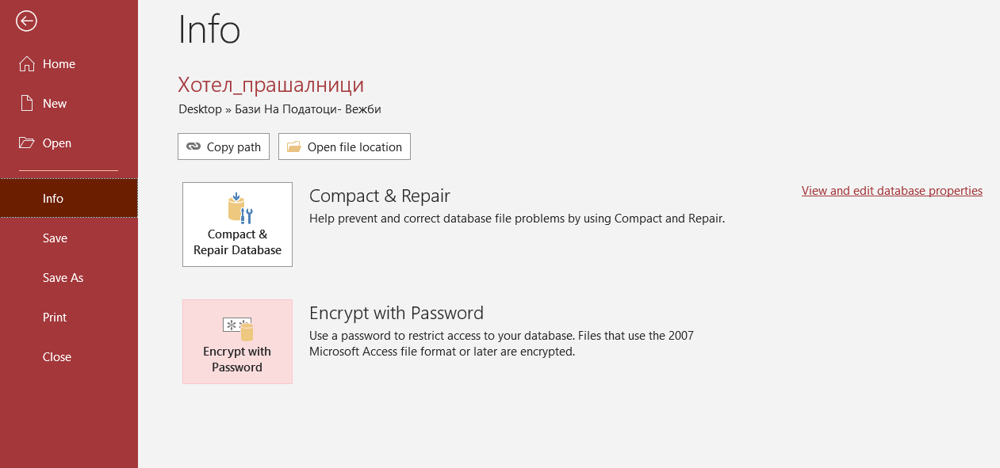 Home
New
Open
Info
Save
Save As
Print
Close
Info
Хотел_прашалници
Desktop » Бази На Податоци- Вежби
Copy path
Open file location
Compact &
Repair Database
Compact & Repair
Help prevent and correct database file problems by using Compact and Repair.
View and edit database properties
Encrypt with
Password
Encrypt with Password
Use a password to restrict access to your database. Files that use the 2007
Microsoft Access file format or later are encrypted.